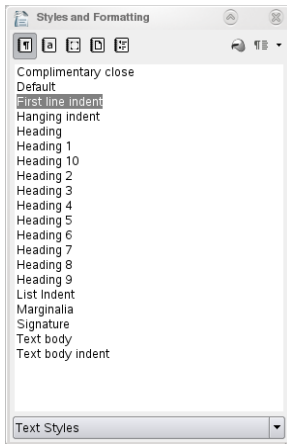 Styles and Formatting
Complimentary close
Default
First line indent
Hanging indent
Heading
Heading 1
Heading 10
Heading 2
Heading 3
Heading 4
Heading 5
Heading 6
Heading 7
Heading 8
Heading 9
List Indent
Marginalia
Signature
Text body
Text body indent
Text Styles